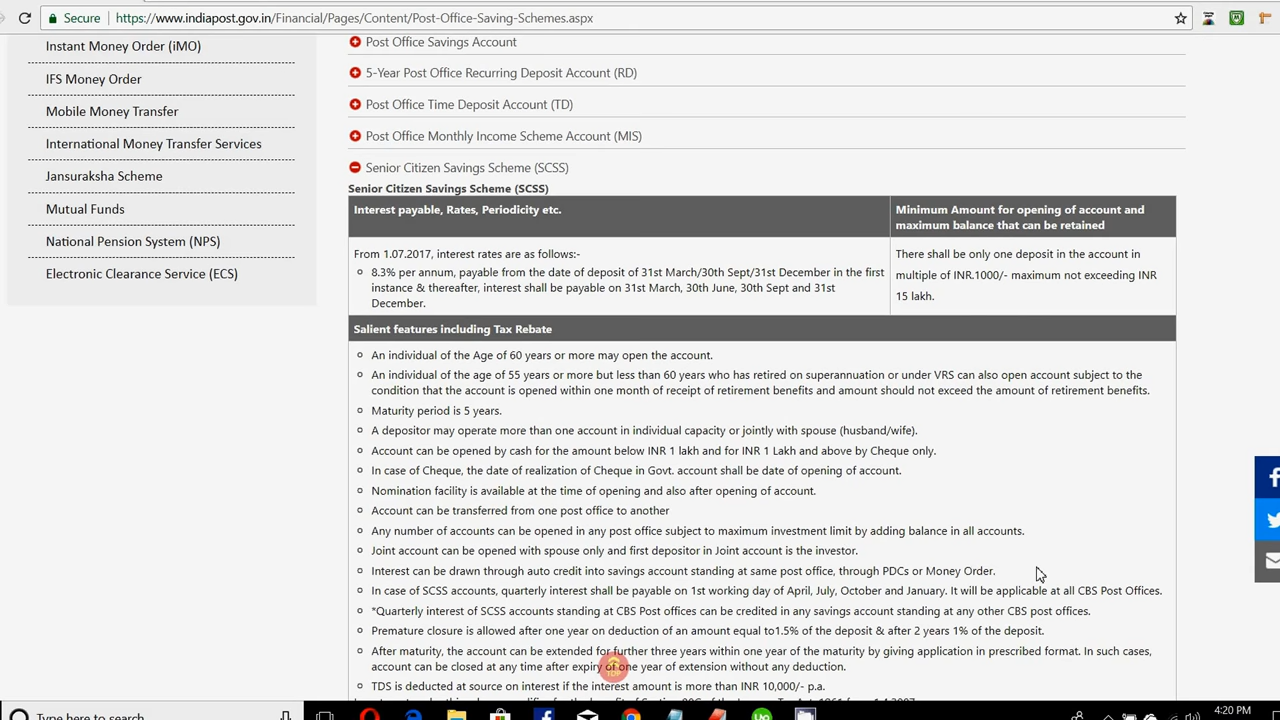 Secure https://www.indiapost.gov.in/Financial/Pages/Content/Post-Office-Saving-Schemes.aspx
Instant Money Order (iMO)
IFS Money Order
Mobile Money Transfer
International Money Transfer Services
Jansuraksha Scheme
Mutual Funds
National Pension System (NPS)
Electronic Clearance Service (ECS)
Post Office Savings Account
5-Year Post Office Recurring Deposit Account (RD)
Post Office Time Deposit Account (TD)
Post Office Monthly Income Scheme Account (MIS)
Senior Citizen Savings Scheme (SCSS)
Senior Citizen Savings Scheme (SCSS)
Interest payable, Rates, Periodicity etc.
Minimum Amount for opening of account and
maximum balance that can be retained
From 1.07.2017, interest rates are as follows:-
8.3% per annum, payable from the date of deposit of 31st March/30th Sept/31st December in the first
instance & thereafter, interest shall be payable on 31st March, 30th June, 30th Sept and 31st
December.
There shall be only one deposit in the account in
multiple of INR.1000/- maximum not exceeding INR
15 lakh.
Salient features including Tax Rebate
An individual of the Age of 60 years or more may open the account.
An individual of the age of 55 years or more but less than 60 years who has retired on superannuation or under VRS can also open account subject to the
condition that the account is opened within one month of receipt of retirement benefits and amount should not exceed the amount of retirement benefits.
Maturity period is 5 years.
A depositor may operate more than one account in individual capacity or jointly with spouse (husband/wife).
Account can be opened by cash for the amount below INR 1 lakh and for INR 1 Lakh and above by Cheque only.
In case of Cheque, the date of realization of Cheque in Govt. account shall be date of opening of account.
Nomination facility is available at the time of opening and also after opening of account.
Account can be transferred from one post office to another
Any number of accounts can be opened in any post office subject to maximum investment limit by adding balance in all accounts.
Joint account can be opened with spouse only and first depositor in Joint account is the investor.
Interest can be drawn through auto credit into savings account standing at same post office, through PDCs or Money Order.
In case of SCSS accounts, quarterly interest shall be payable on 1st working day of April, July, October and January. It will be applicable at all CBS Post Offices.
*Quarterly interest of SCSS accounts standing at CBS Post offices can be credited in any savings account standing at any other CBS post offices.
Premature closure is allowed after one year on deduction of an amount equal to1.5% of the deposit & after 2 years 1% of the deposit.
After maturity, the account can be extended for further three years within one year of the maturity by giving application in prescribed format. In such cases,
account can be closed at any time after expiry of one year of extension without any deduction.
TOP
TDS is deducted at source on interest if the interest amount is more than INR 10,000/- p.a.
Type here to search
4:20 PM